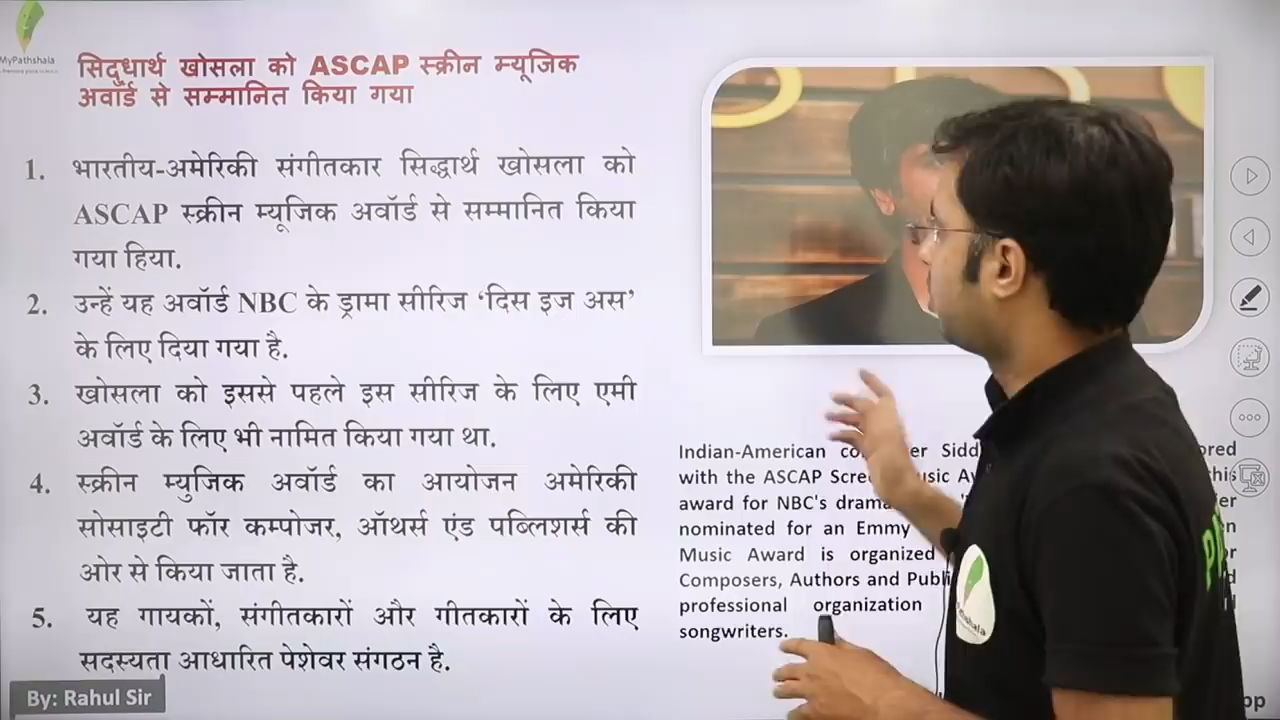 MyPathshala
सिद्धार्थ खोसला को ASCAP स्क्रीन म्यूजिक
अवॉर्ड से सम्मानित किया गया
1. भारतीय-अमेरिकी संगीतकार सिद्धार्थ खोसला को
ASCAP स्क्रीन म्यूजिक अवॉर्ड से सम्मानित किया
गया हिया.
2. उन्हें यह अवॉर्ड NBC के ड्रामा सीरिज ‘दिस इज अस’
के लिए दिया गया है.
3. खोसला को इससे पहले इस सीरिज के लिए एमी
अवॉर्ड के लिए भी नामित किया गया था.
4. स्क्रीन म्युजिक अवॉर्ड का आयोजन अमेरिकी
सोसाइटी फॉर कम्पोजर, ऑथर्स एंड पब्लिशर्स की
ओर से किया जाता है.
5. यह गायकों, संगीतकारों और गीतकारों के लिए
सदस्यता आधारित पेशेवर संगठन है.
By: Rahul Sir
Indian-American
with the ASCAP
award for NBC's
nominated for an Emmy
Music Award is organized
Composers, Authors and
professional organization
songwriters.